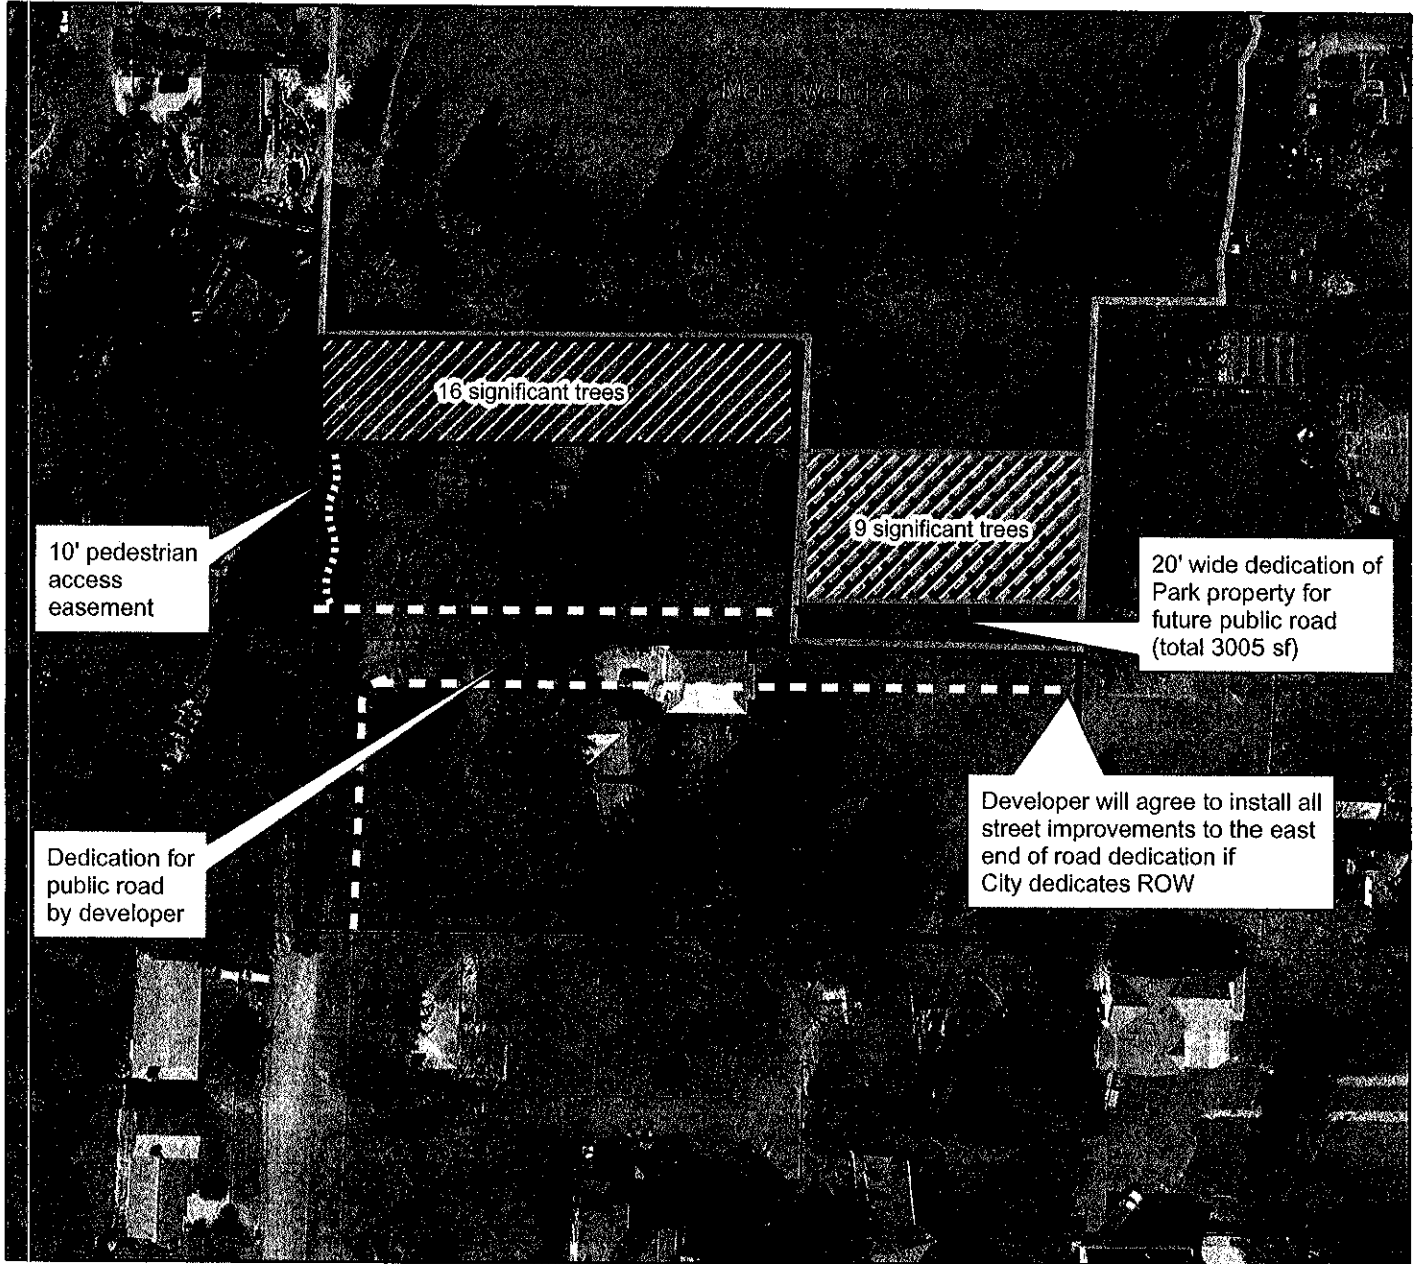 16 significant trees
9 significant trees
10' pedestrian
access
easement
20' wide dedication of
Park property for
future public road
(total 3005 sf)
Dedication for
public road
by developer
Developer will agree to install all
street improvements to the east
end of road dedication if
City dedicates ROW